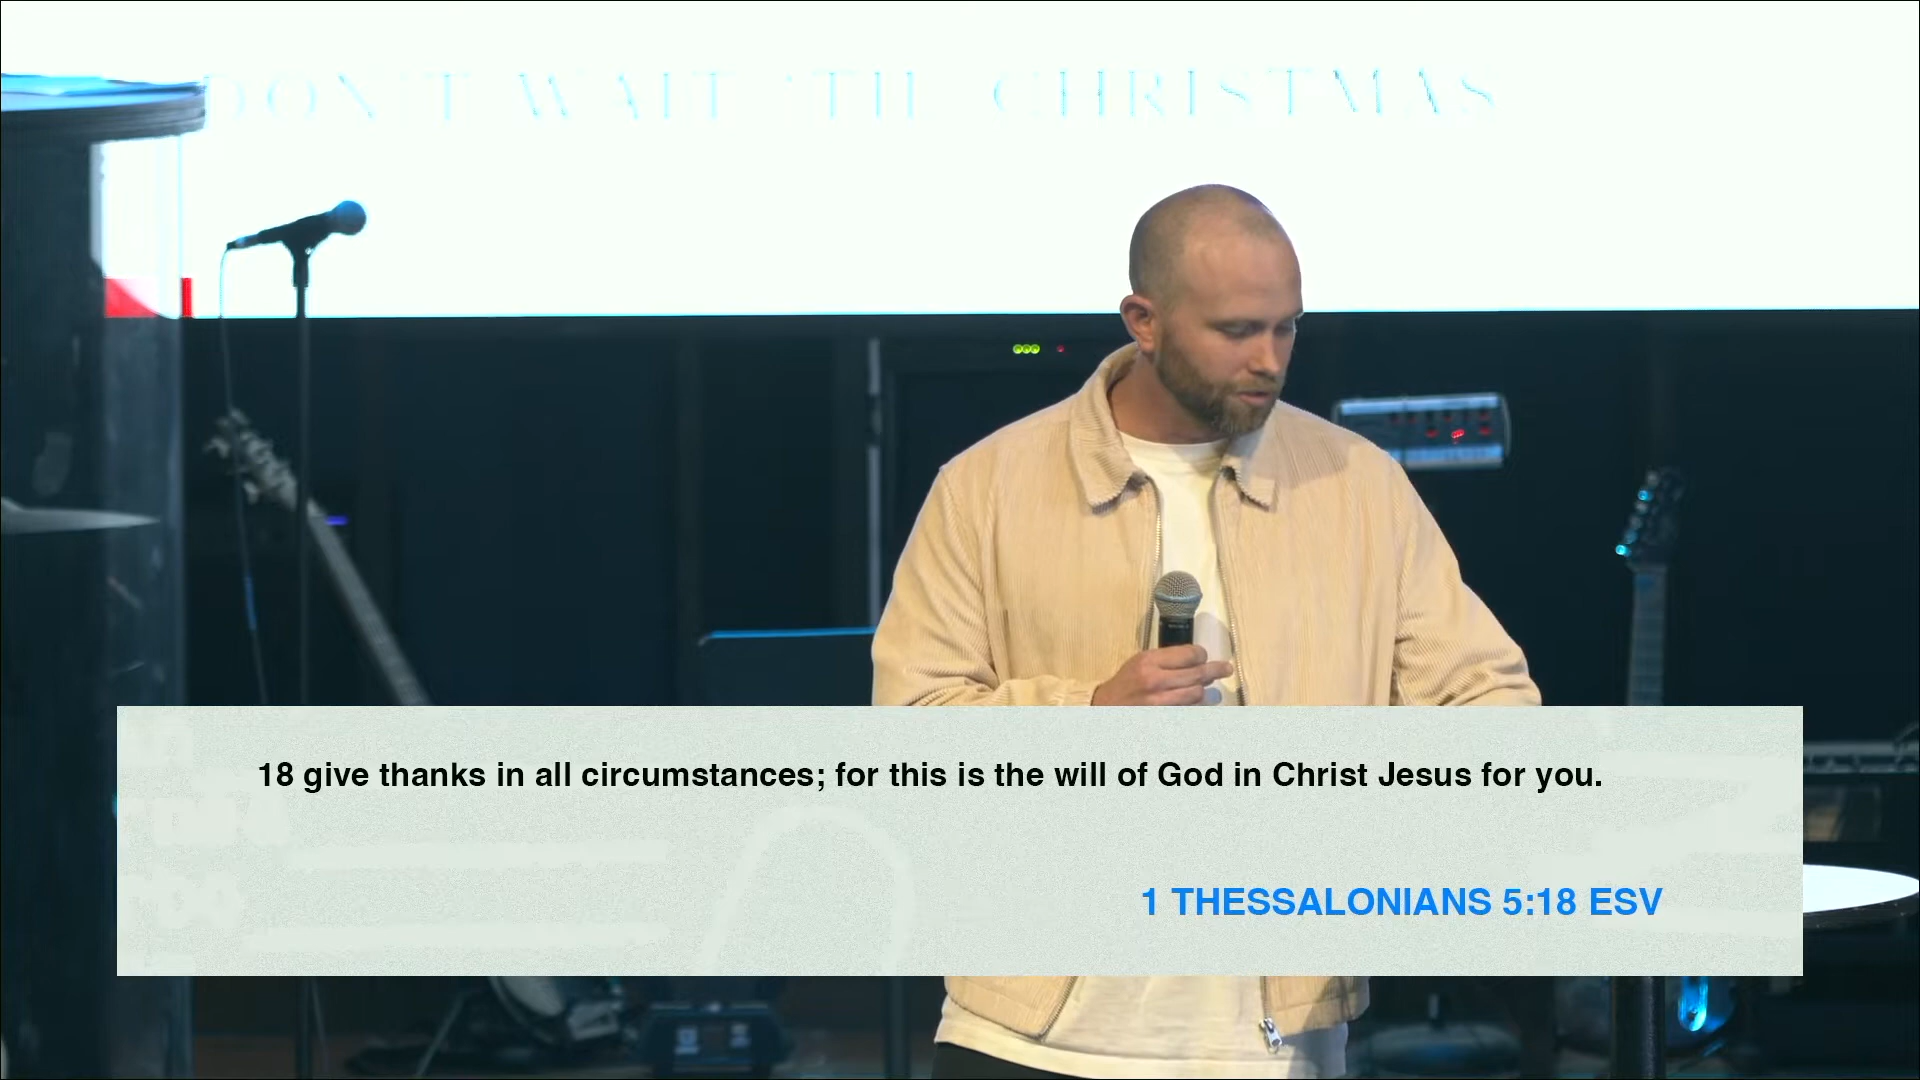 DON'T WAIT 'TIL CHRISTMAS
18 give thanks in all circumstances; for this is the will of God in Christ Jesus for you.
1 THESSALONIANS 5:18 ESV